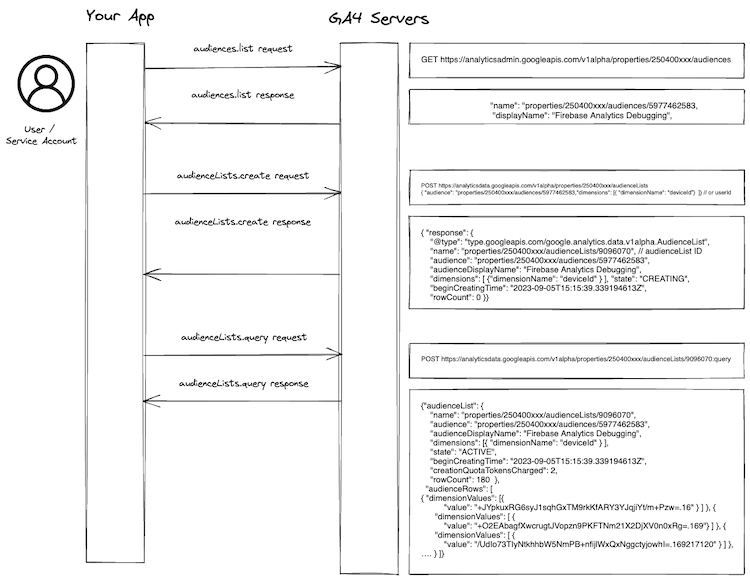 Your App
GA4 Servers
User /
Service Account
audiences.list request
GET https://analyticsadmin.googleapis.com/v1alpha/properties/250400xxx/audiences
audiences.list response
"name": "properties/250400xxx/audiences/5977462583,
"displayName": "Firebase Analytics Debugging",
audienceLists.create request
POST https://analyticsdata.googleapis.com/v1alpha/properties/250400xxx/audienceLists
{ "audience": "properties/250400xxx/audiences/5977462583,"dimensions": [{ "dimensionName": "deviceId"} ]} // or userId
audienceLists.create response
{ "response": {
"@type": "type.googleapis.com/google.analytics.data.v1alpha.AudienceList",
"name": "properties/250400xxx/audienceLists/9096070", // audienceList ID
"audience": "properties/250400xxx/audiences/5977462583",
"audienceDisplayName": "Firebase Analytics Debugging",
"dimensions": [ {"dimensionName": "deviceId" } ], "state": "CREATING",
"beginCreatingTime": "2023-09-05T15:15:39.339194613Z",
"rowCount": 0 }}
audienceLists.query request
POST https://analyticsdata.googleapis.com/v1alpha/properties/250400xxx/audienceLists/9096070:query
audienceLists.query response
{"audienceList": {
"name": "properties/250400xxx/audienceLists/9096070",
"audience": "properties/250400xxx/audiences/5977462583",
"audienceDisplayName": "Firebase Analytics Debugging",
"dimensions": [{ "dimensionName": "deviceId" } ],
"state": "ACTIVE",
"beginCreatingTime": "2023-09-05T15:15:39.339194613Z",
"creationQuotaTokensCharged": 2,
"rowCount": 180 },
"audienceRows": [
{ "dimensionValues": [{
"value": "+JYpkuxRG6syJ1sqhGxTM9rkKfARY3YJqjiYt/m+Pzw=.16" } ] }, {
"dimensionValues": [ {
"value": "+O2EAbagfXwcrugtJVopzn9PKFTNm21X2DjXV0n0xRg=.169"} ] }, {
"dimensionValues": [ {
"value": } ] },
.... } ]}